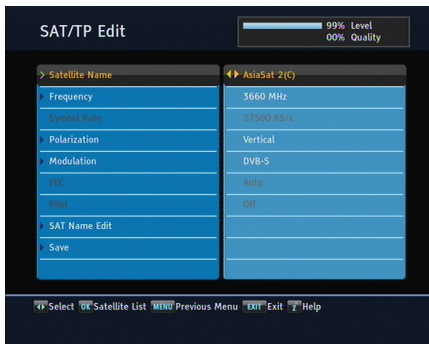 SAT/TP Edit
99% Level
00% Quality
> Satellite Name AsiaSat 2(C)
Frequency 3660 MHz
Symbol Rate 27500 KS/s
Polarization Vertical
Modulation DVB-S
FEC Auto
Pilot Off
SAT Name Edit
Save
Select OK Satellite List MENU Previous Menu EXIT Exit i Help